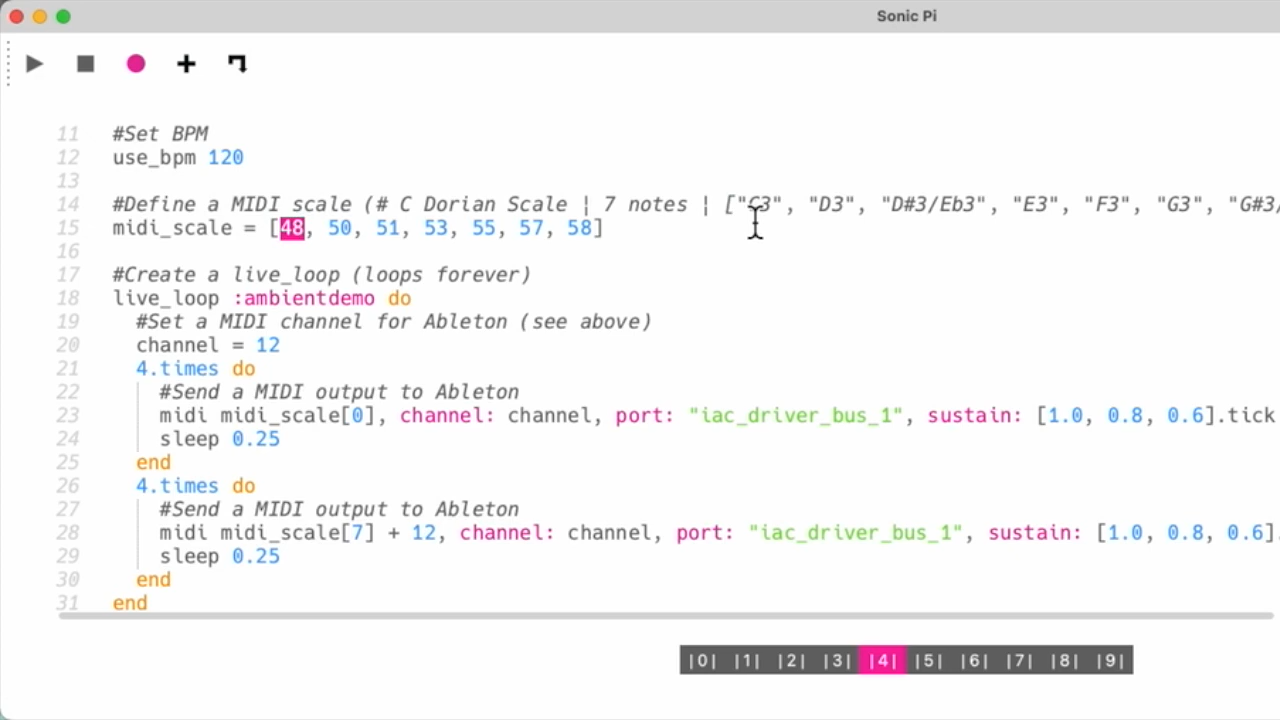 Sonic Pi
11 #Set BPM
12 use_bpm 120
13
14 #Define a MIDI scale (# C Dorian Scale | 7 notes | ["C3", "D3", "D#3/Eb3", "E3", "F3", "G3", "G#3/
15 midi_scale = [48, 50, 51, 53, 55, 57, 58]
16
17 #Create a live_loop (loops forever)
18 live_loop :ambientdemo do
19 #Set a MIDI channel for Ableton (see above)
20 channel = 12
21 4.times do
22 #Send a MIDI output to Ableton
23 midi midi_scale[0], channel: channel, port: "iac_driver_bus_1", sustain: [1.0, 0.8, 0.6].tick
24 sleep 0.25
25 end
26 4.times do
27 #Send a MIDI output to Ableton
28 midi midi_scale[7] + 12, channel: channel, port: "iac_driver_bus_1", sustain: [1.0, 0.8, 0.6].
29 sleep 0.25
30 end
31 end
|0| |1| |2| |3| |4| |5| |6| |7| |8| |9|